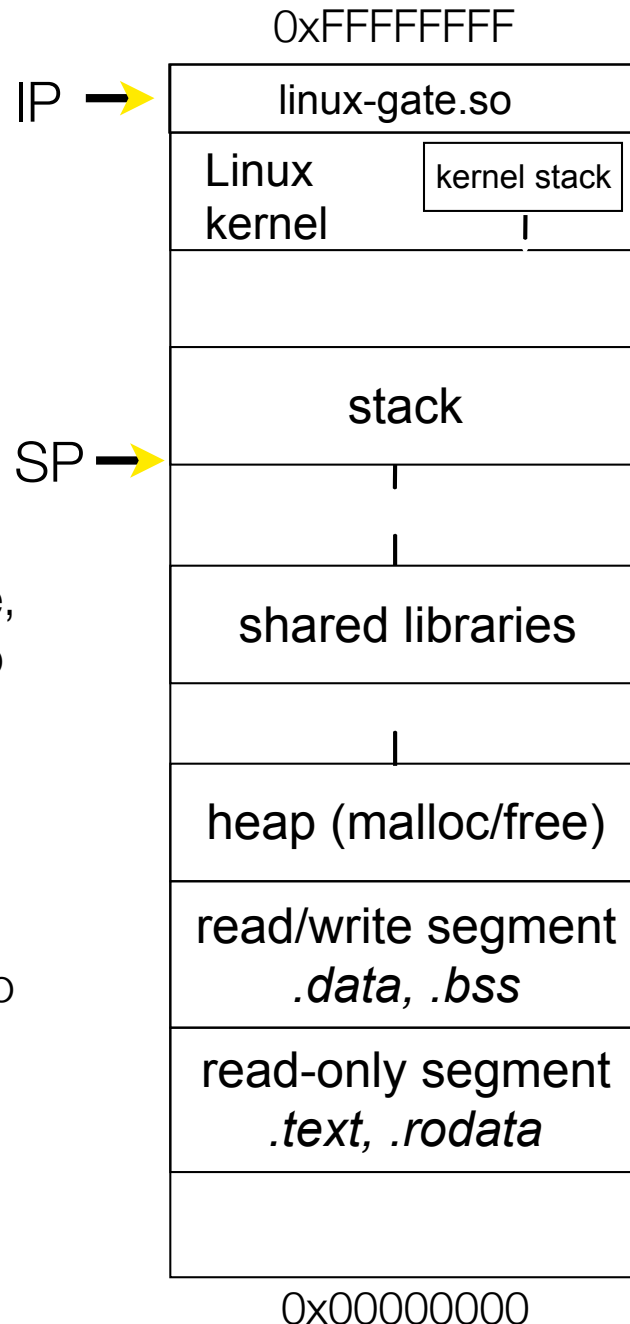 0xFFFFFFFF
IP
linux-gate.so
Linux
kernel
kernel stack
stack
SP
shared libraries
heap (malloc/free)
read/write segment
.data, .bss
read-only segment
.text, .rodata
0x00000000